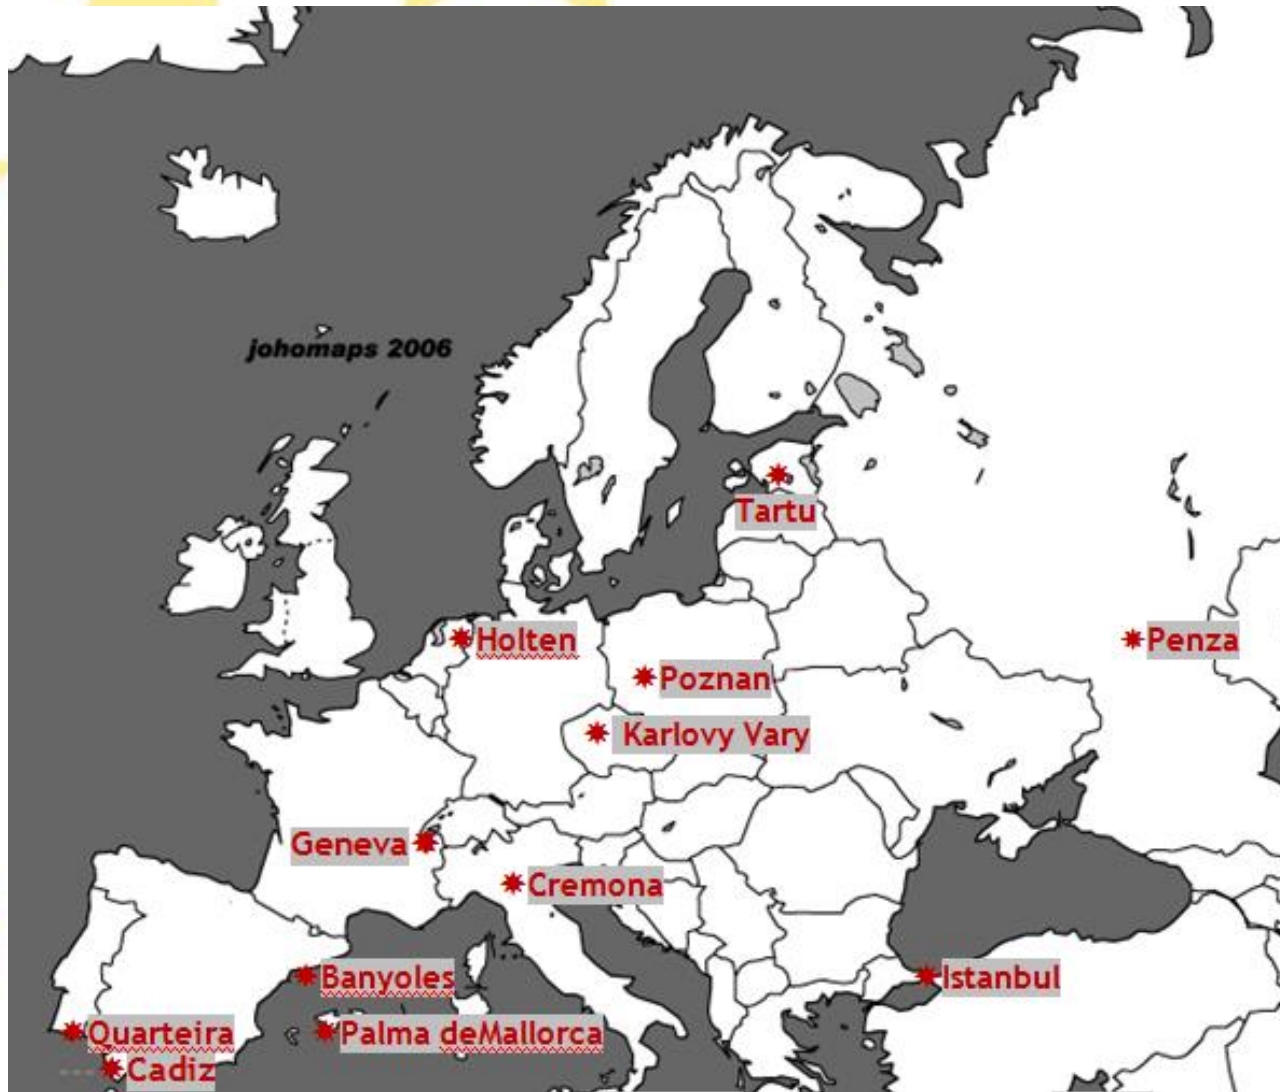 johomaps 2006
Tartu
Holten
Penza
Poznan
Karlovy Vary
Geneva
Cremona
Banyoles
Istanbul
Quarteira
Palma deMallorca
Cadiz